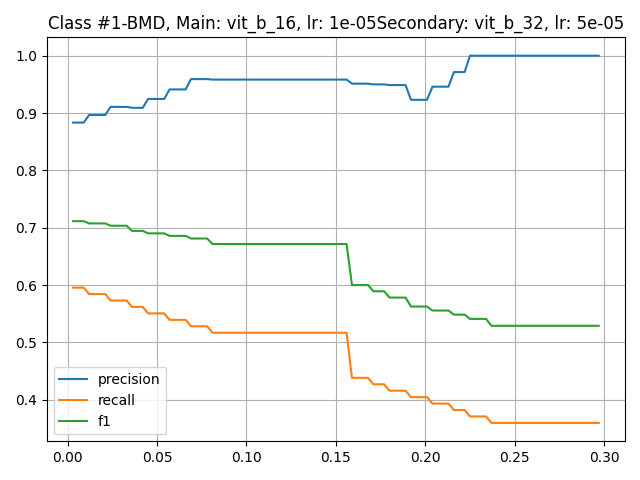 Class #1-BMD, Main: vit_b_16, lr: 1e-05Secondary: vit_b_32, lr: 5e-05
1.0
0.9
0.8
0.7
0.6
0.5
0.4
precision
recall
f1
0.00 0.05 0.10 0.15 0.20 0.25 0.30